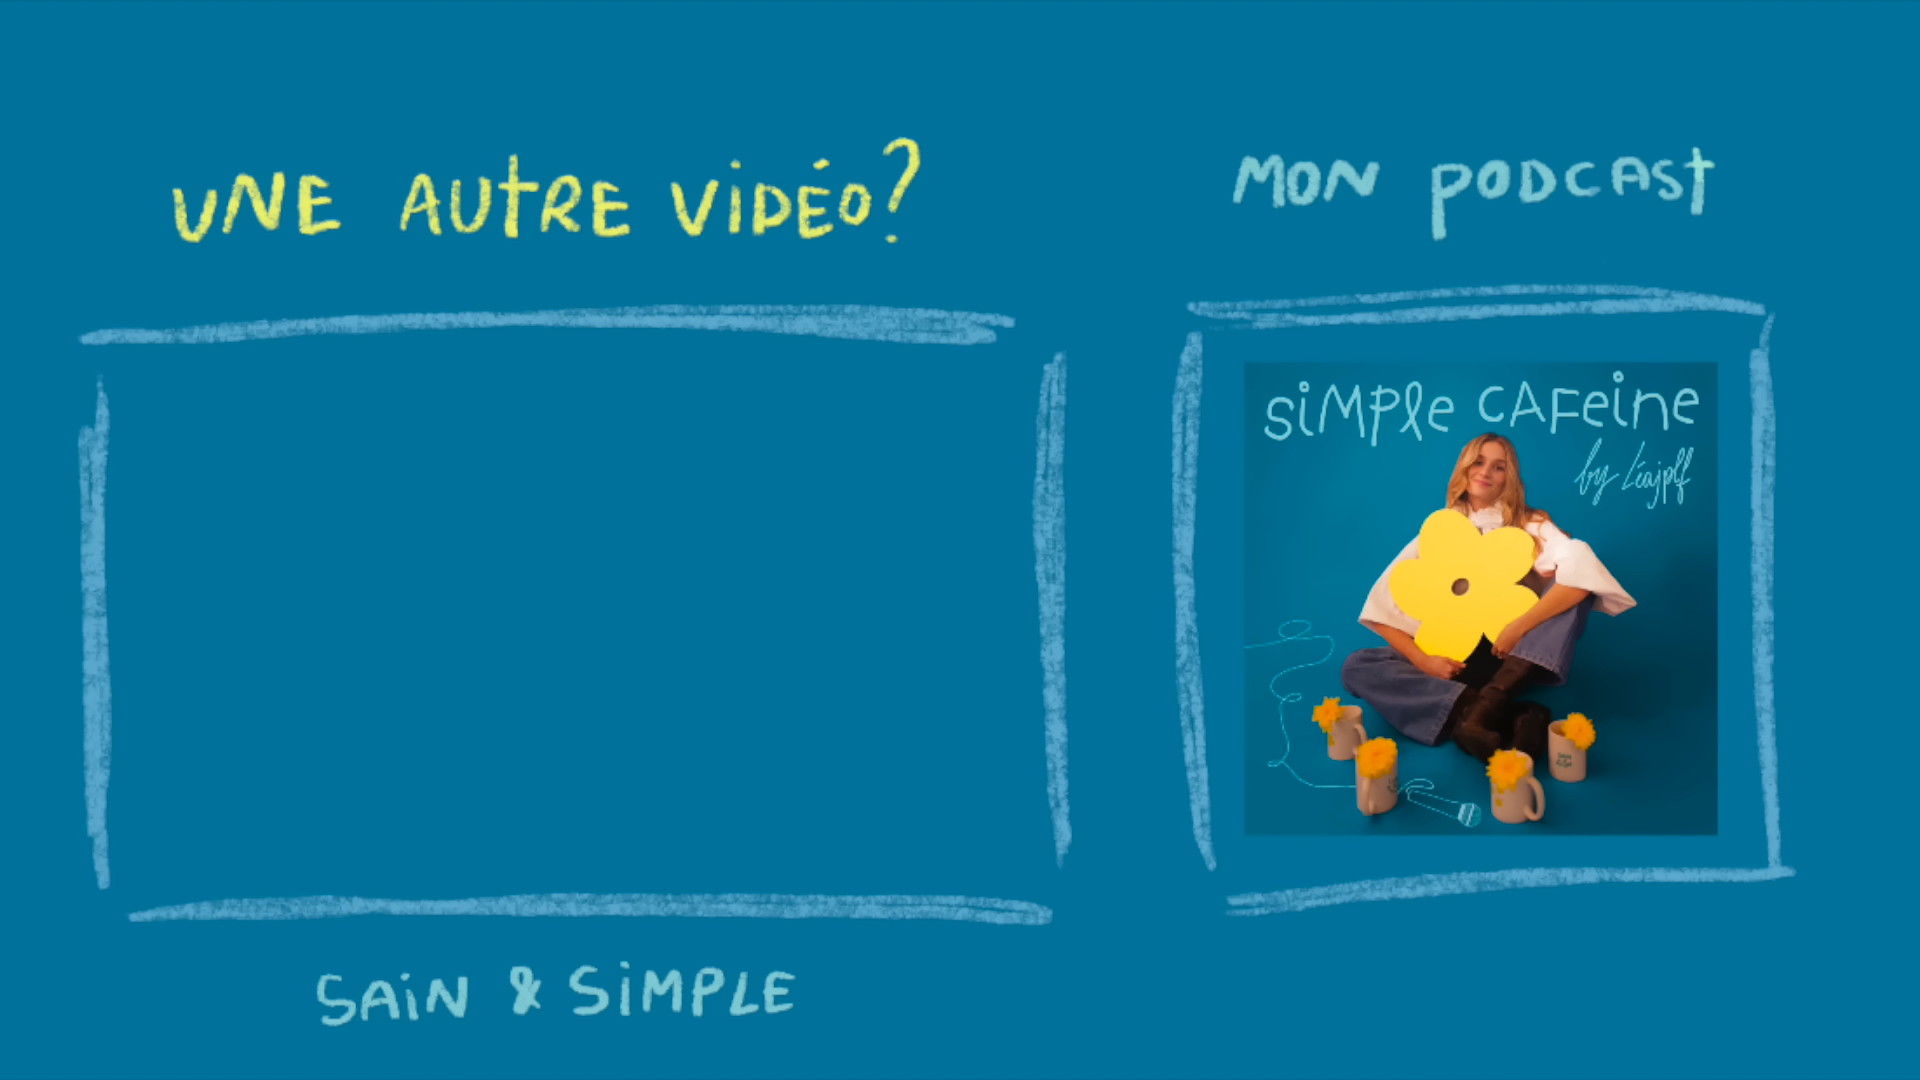 UNE AUTRE VIDÉO?
MON PODCAST
SIMPLE CAFEINE
by Léajplf
SAIN & SIMPLE